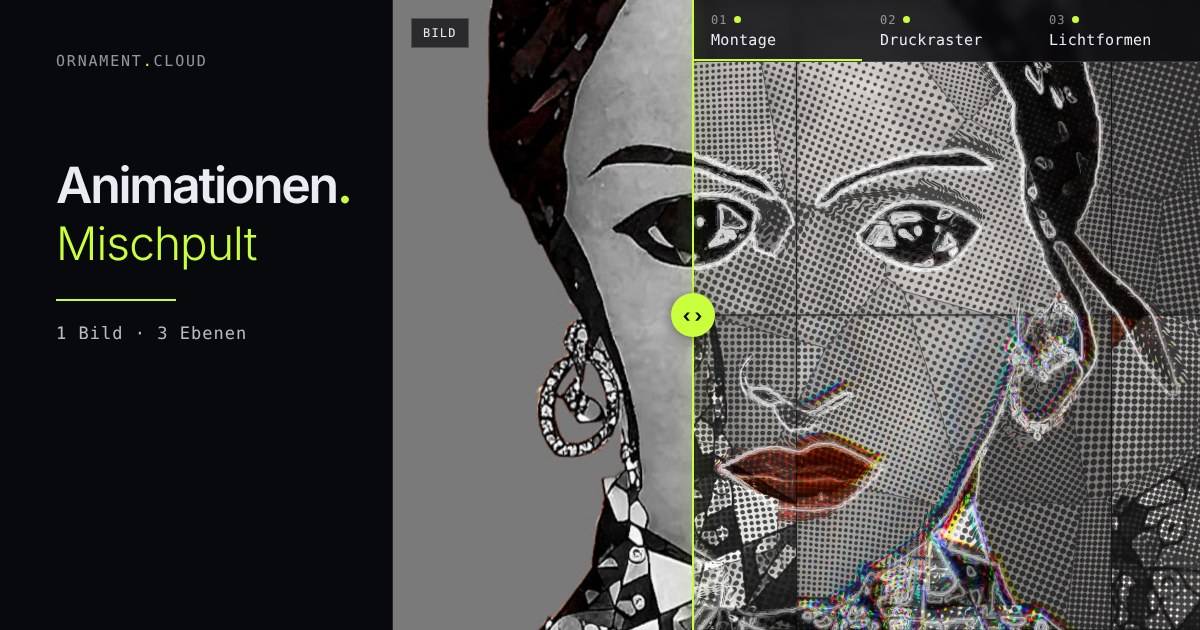 ORNAMENT.CLOUD
Animationen.
Mischpult
1 Bild · 3 Ebenen
BILD
01
Montage
02
Druckraster
03
Lichtformen